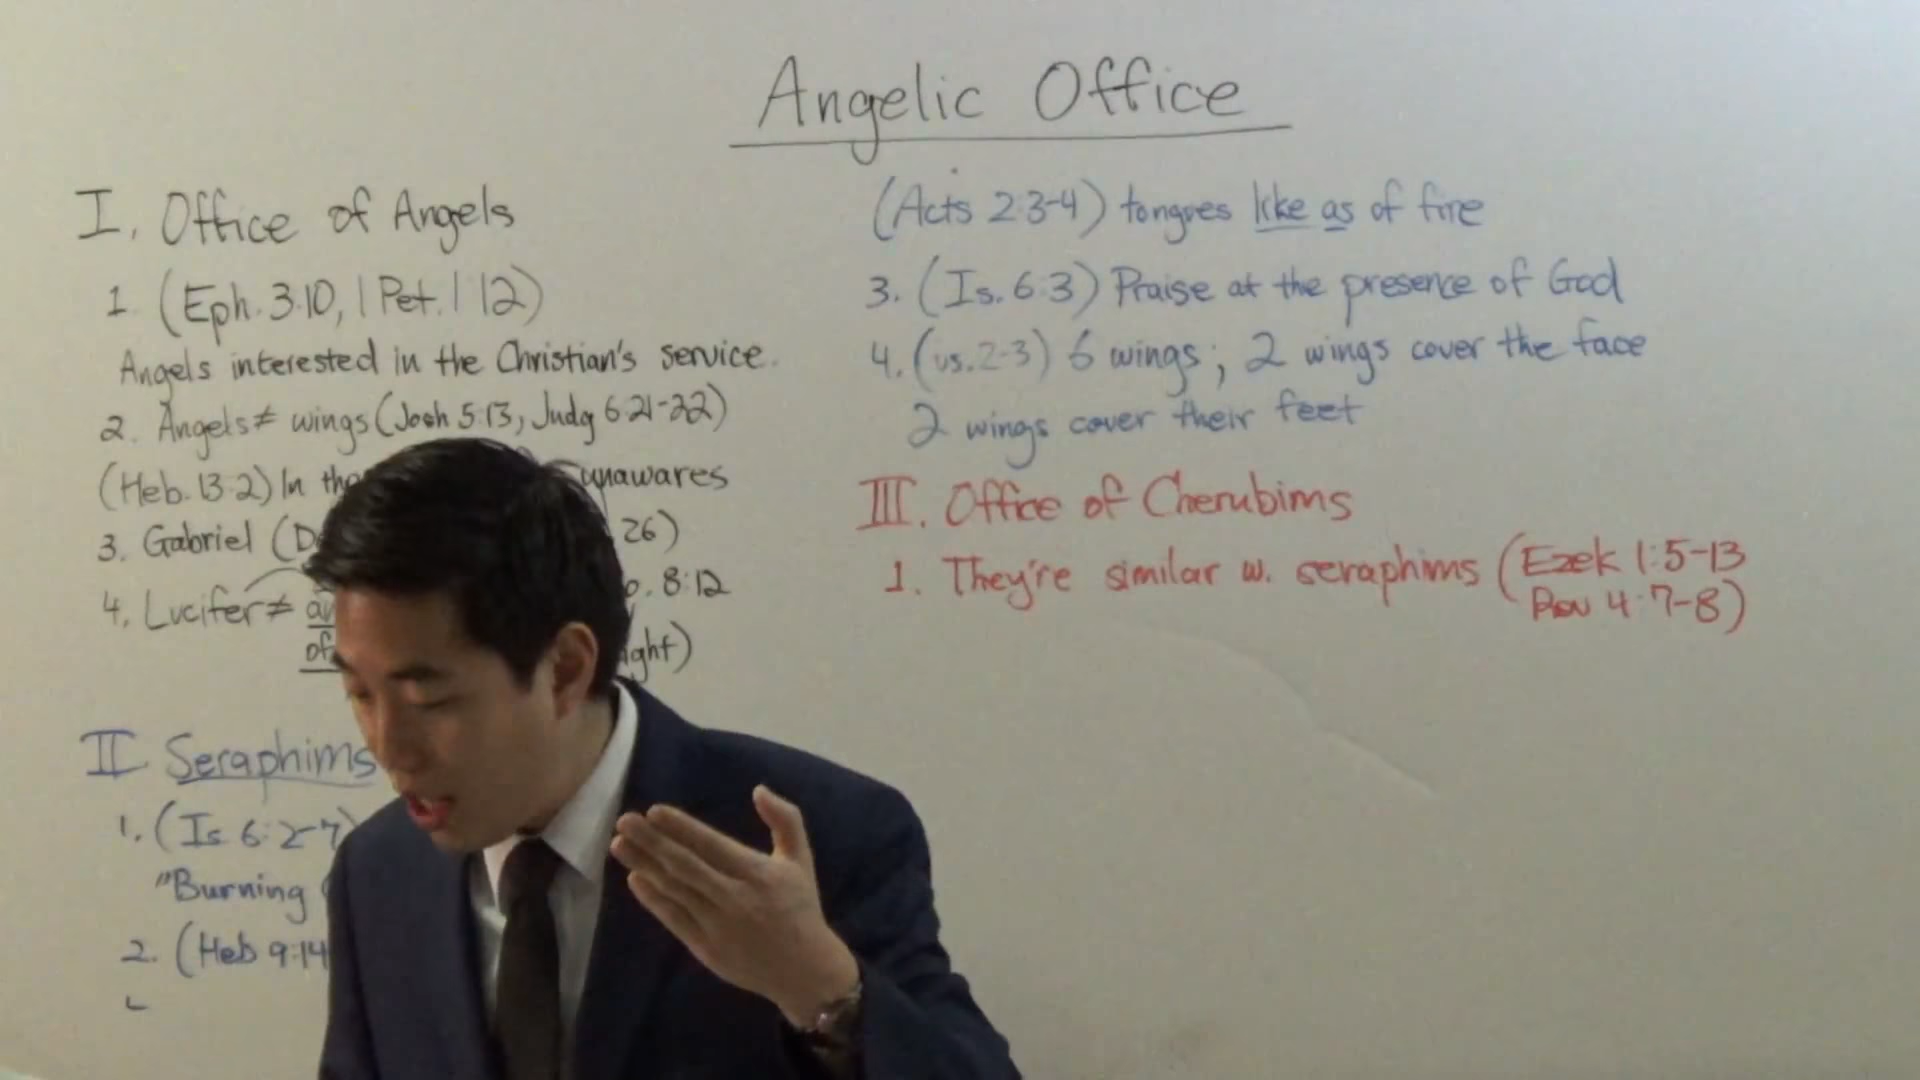 Angelic Office
I. Office of Angels
1. (Eph. 3:10, 1 Pet. 1:12)
Angels interested in the Christian's service.
2. Angels ≠ wings (Josh 5:13, Judg 6:21-22)
(Heb. 13:2) In unawares
3. Gabriel ( 26)
4. Lucifer ≠ 8:12
II Seraphims
1. (Is 6:2-7)
"Burning
2. (Heb 9:14
(Acts 2:3-4) tongues like as of fire
3. (Is. 6:3) Praise at the presence of God
4. (vs. 2-3) 6 wings; 2 wings cover the face
2 wings cover their feet
III. Office of Cherubims
1. They're similar w. seraphims (Ezek 1:5-13
Rev 4:7-8)